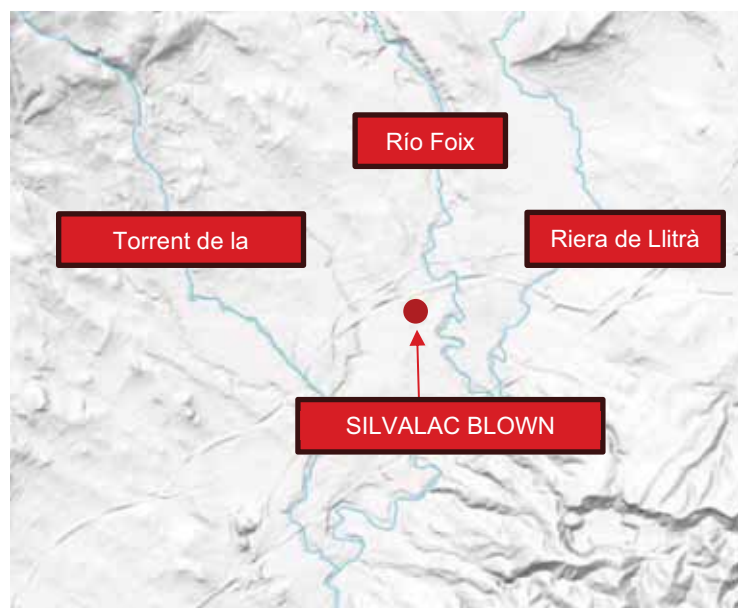 Río Foix
Torrent de la
Riera de Llitrà
SILVALAC BLOWN